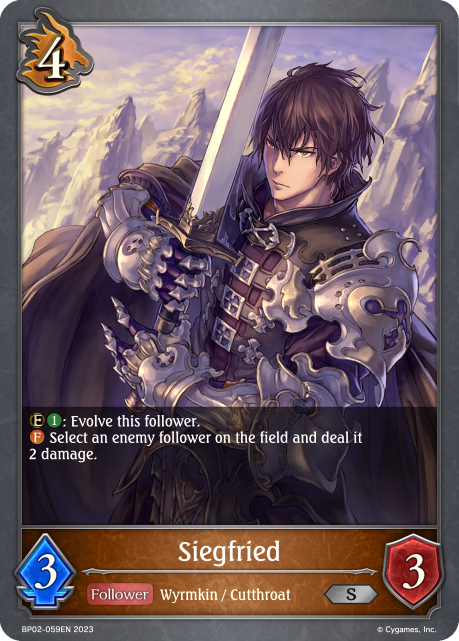 4
E 1: Evolve this follower.
F Select an enemy follower on the field and deal it
2 damage.
Siegfried
3 Follower Wyrmkin / Cutthroat S 3
BP02-059EN 2023 © Cygames, Inc.